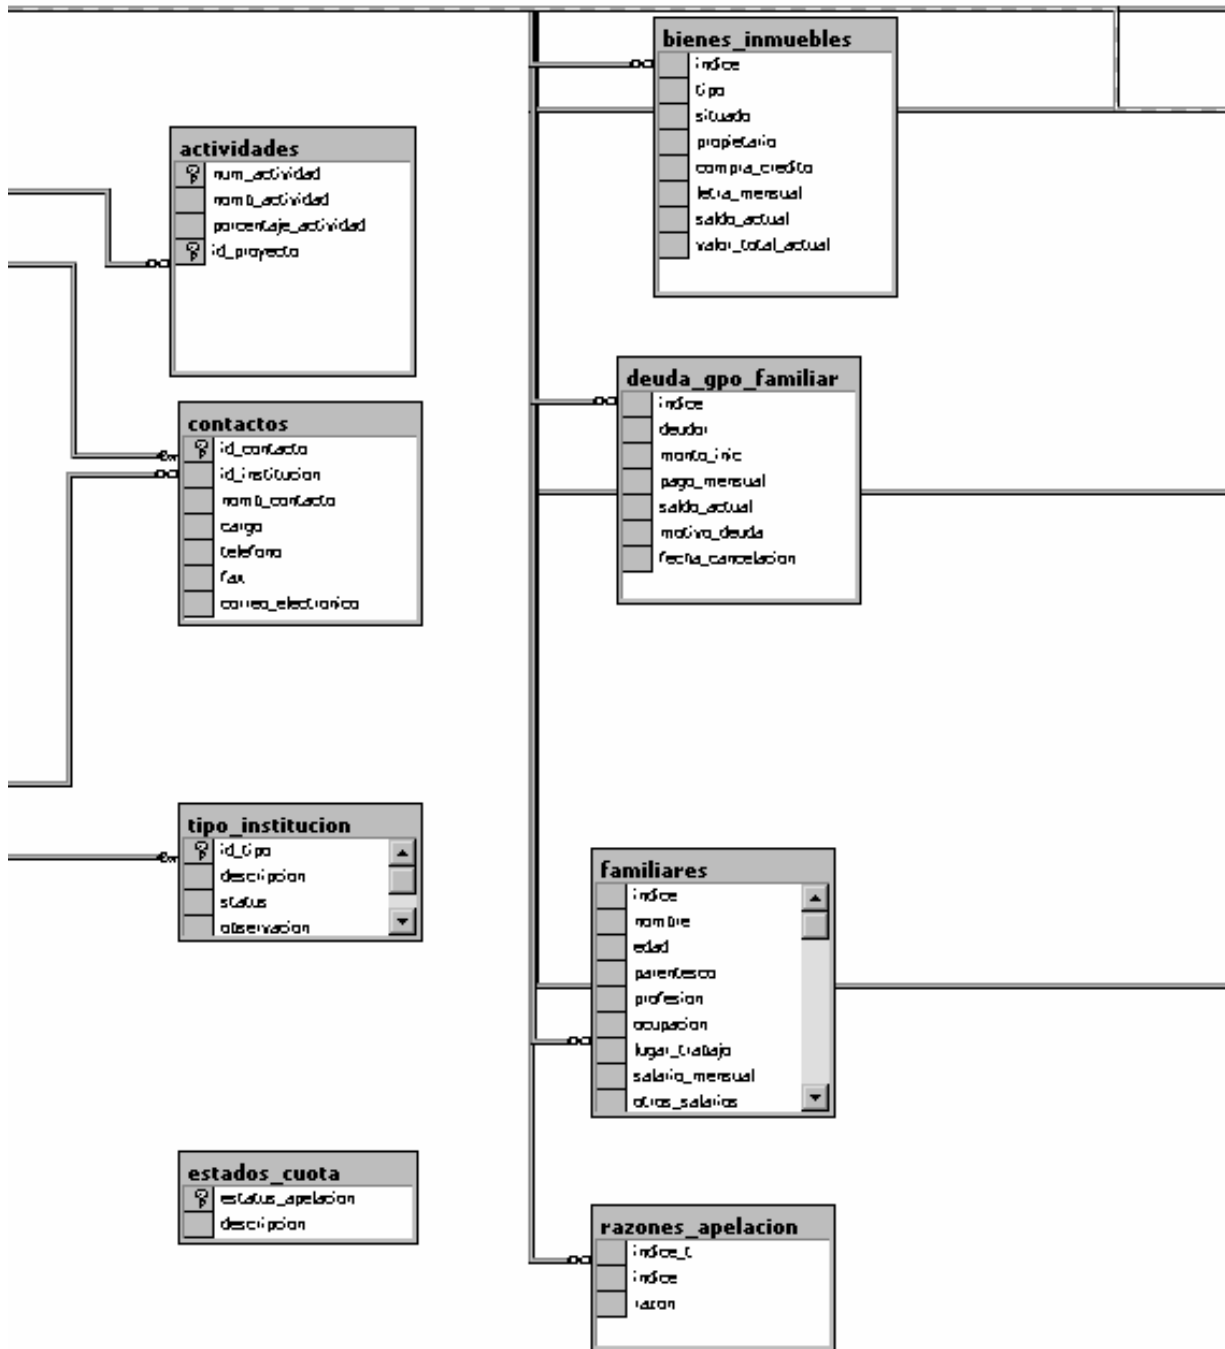 bienes_inmuebles
indice
tipo
situado
propietario
compra_credito
letra_mensual
saldo_actual
valor_total_actual
actividades
num_actividad
nomb_actividad
porcentaje_actividad
id_proyecto
deuda_gpo_familiar
indice
deudor
monto_inic
pago_mensual
saldo_actual
motivo_deuda
fecha_cancelacion
contactos
id_contacto
id_institucion
nomb_contacto
cargo
telefono
fax
correo_electronico
tipo_institucion
id_tipo
descripcion
status
observacion
familiares
indice
nombre
edad
parentesco
profesion
ocupacion
lugar_trabajo
salario_mensual
otros_salarios
estados_cuota
estatus_apelacion
descripcion
razones_apelacion
indice_t
indice
razon